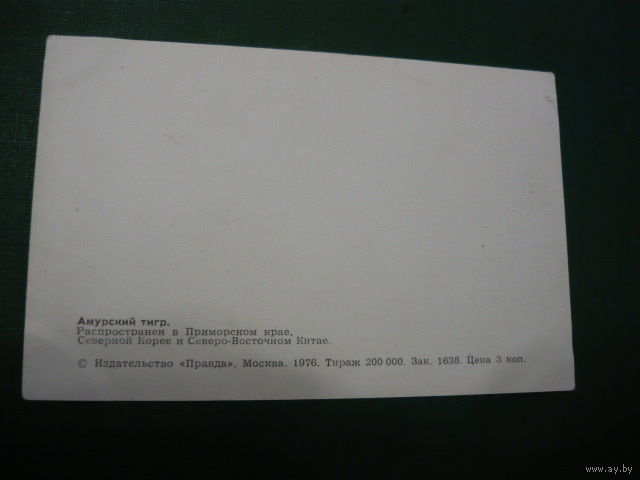 Амурский тигр.
Распространен в Приморском крае,
Северной Корее и Северо-Восточном Китае.
© Издательство «Правда», Москва. 1976. Тираж 200 000. Зак. 1638. Цена 3 коп.
www.ay.by